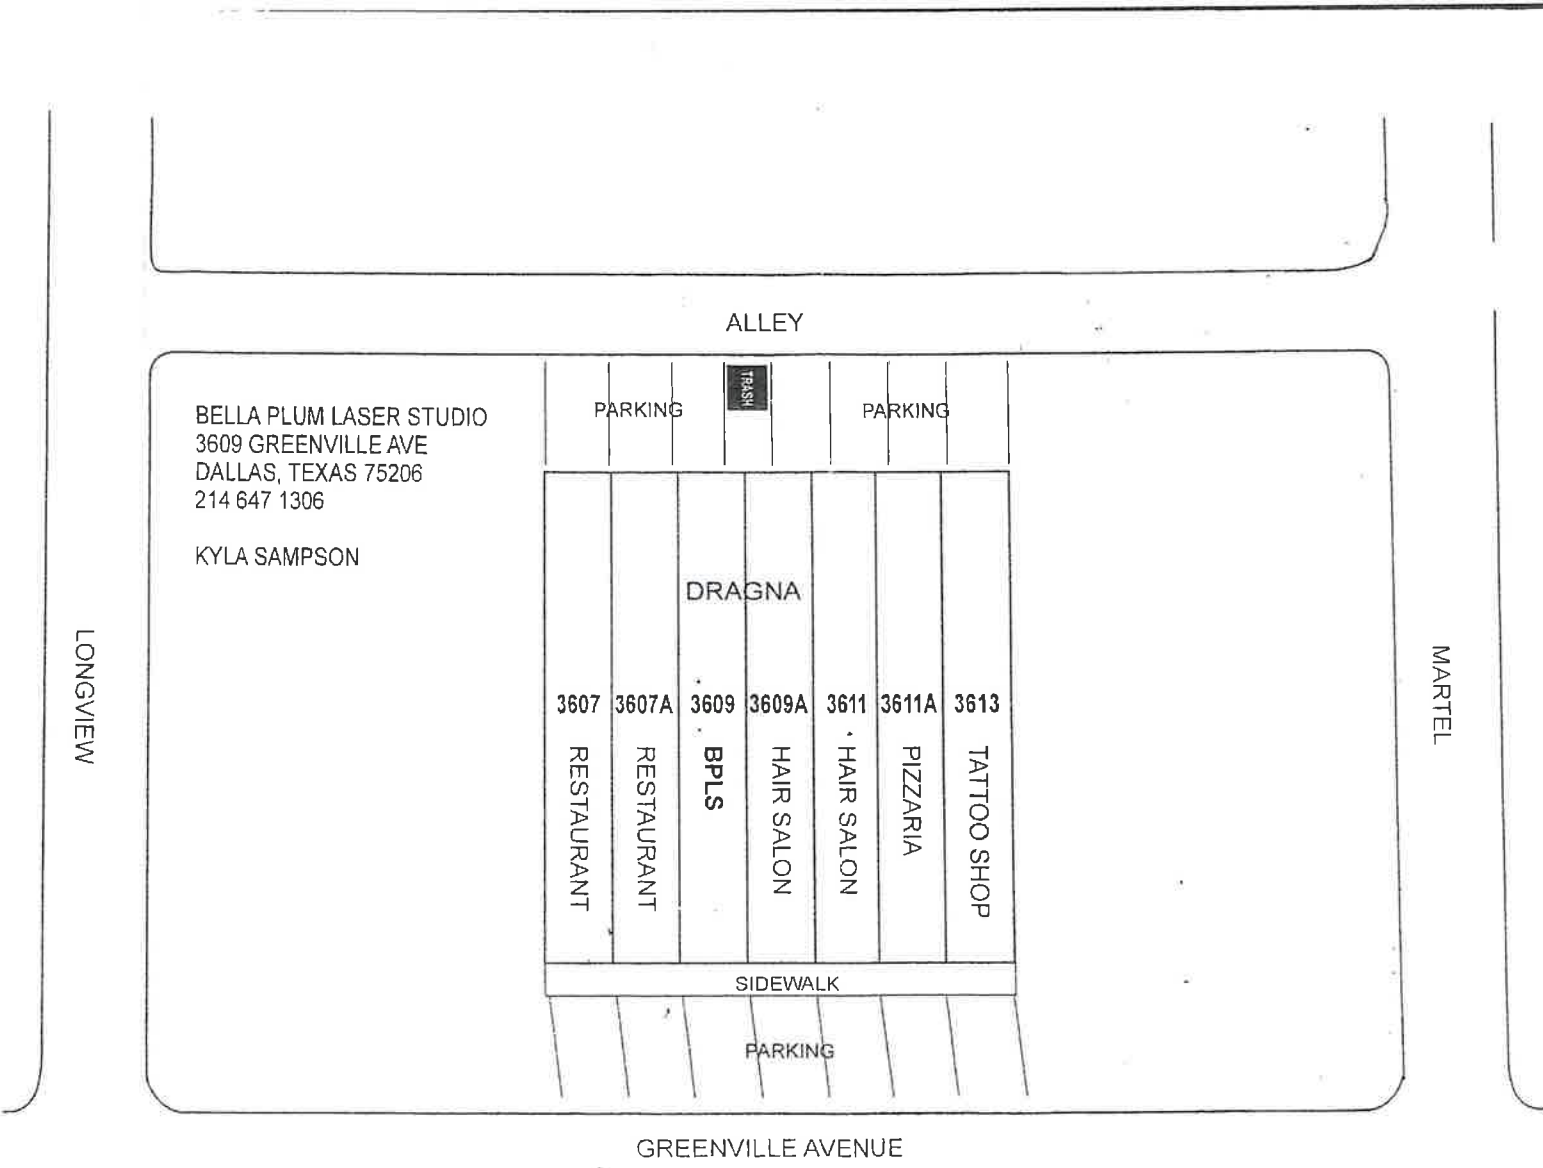 ALLEY
TRASH
PARKING
PARKING
BELLA PLUM LASER STUDIO
3609 GREENVILLE AVE
DALLAS, TEXAS 75206
214 647 1306
KYLA SAMPSON
DRAGNA
LONGVIEW
MARTEL
3607 3607A 3609 3609A 3611 3611A 3613
RESTAURANT
RESTAURANT
BPLS
HAIR SALON
HAIR SALON
PIZZARIA
TATTOO SHOP
SIDEWALK
PARKING
GREENVILLE AVENUE